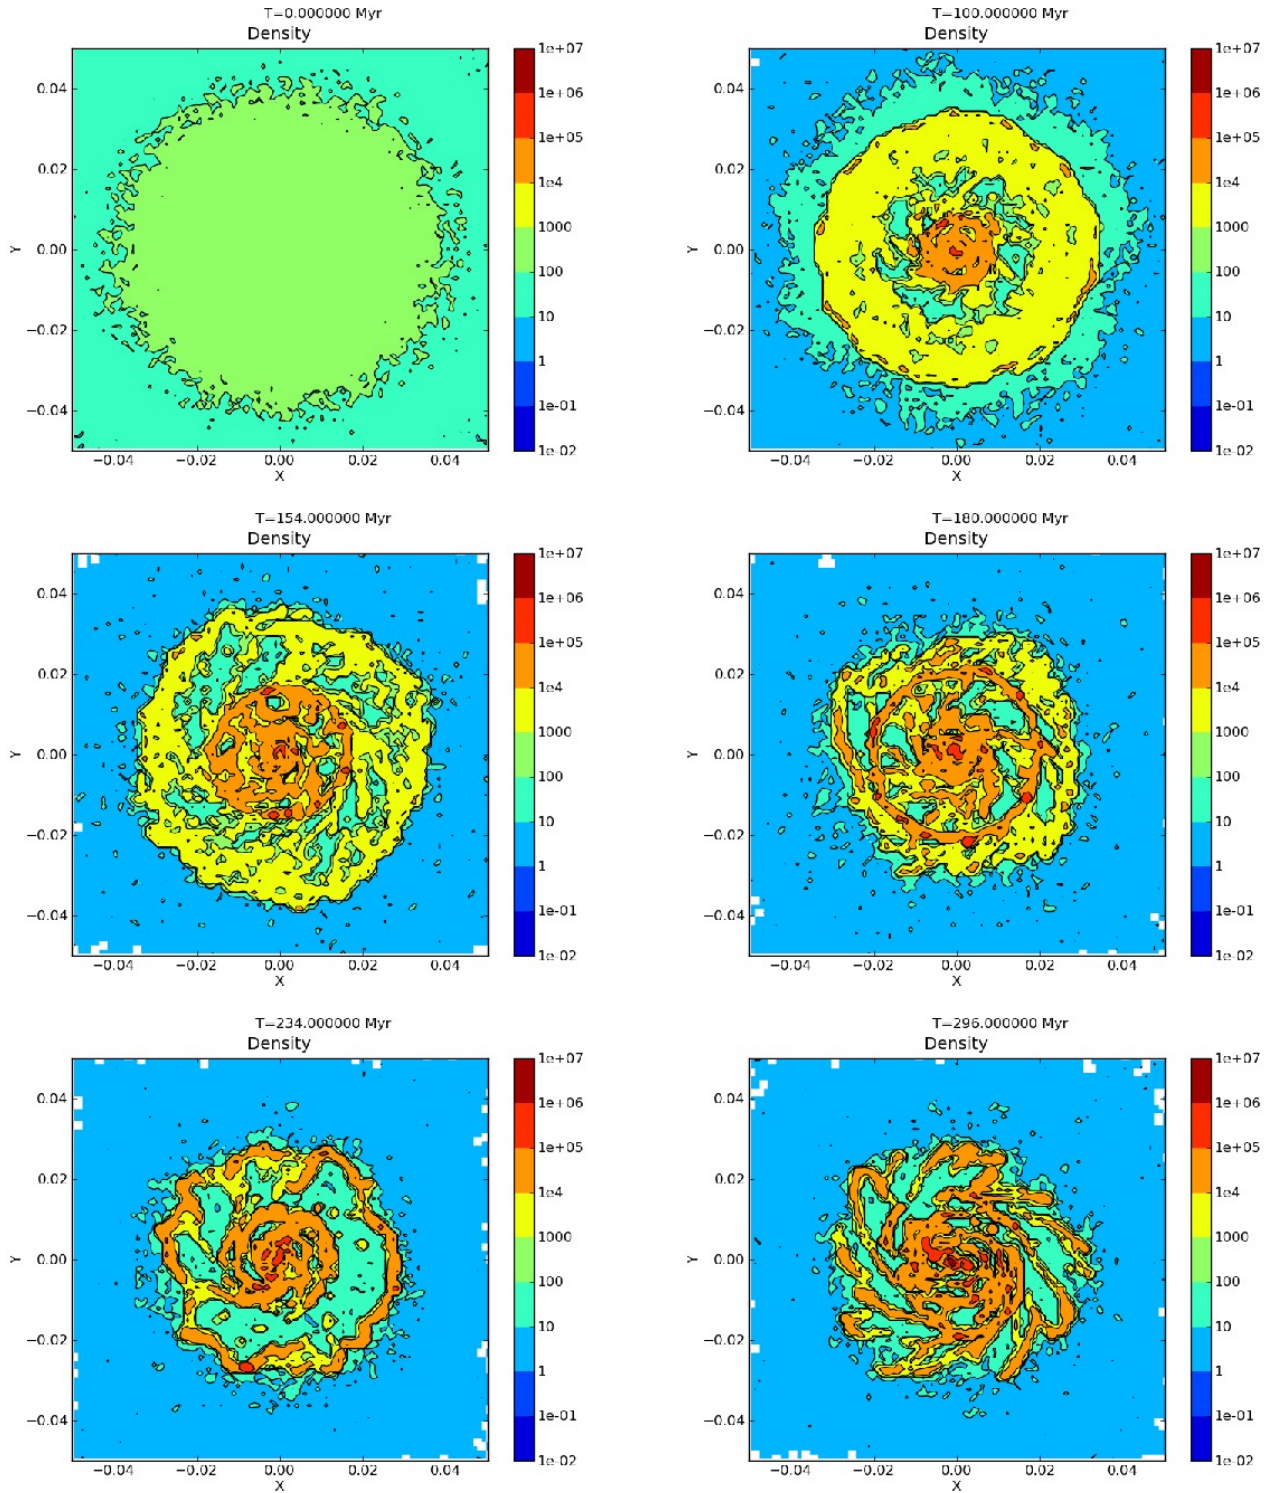 T=0.000000 Myr
Density
1e+07
1e+06
1e+05
1e4
1000
100
10
1
1e-01
1e-02
0.04
0.02
0.00
−0.02
−0.04
Y
−0.04 −0.02 0.00 0.02 0.04
X
T=100.000000 Myr
Density
1e+07
1e+06
1e+05
1e4
1000
100
10
1
1e-01
1e-02
0.04
0.02
0.00
−0.02
−0.04
Y
−0.04 −0.02 0.00 0.02 0.04
X
T=154.000000 Myr
Density
1e+07
1e+06
1e+05
1e4
1000
100
10
1
1e-01
1e-02
0.04
0.02
0.00
−0.02
−0.04
Y
−0.04 −0.02 0.00 0.02 0.04
X
T=180.000000 Myr
Density
1e+07
1e+06
1e+05
1e4
1000
100
10
1
1e-01
1e-02
0.04
0.02
0.00
−0.02
−0.04
Y
−0.04 −0.02 0.00 0.02 0.04
X
T=234.000000 Myr
Density
1e+07
1e+06
1e+05
1e4
1000
100
10
1
1e-01
1e-02
0.04
0.02
0.00
−0.02
−0.04
Y
−0.04 −0.02 0.00 0.02 0.04
X
T=296.000000 Myr
Density
1e+07
1e+06
1e+05
1e4
1000
100
10
1
1e-01
1e-02
0.04
0.02
0.00
−0.02
−0.04
Y
−0.04 −0.02 0.00 0.02 0.04
X